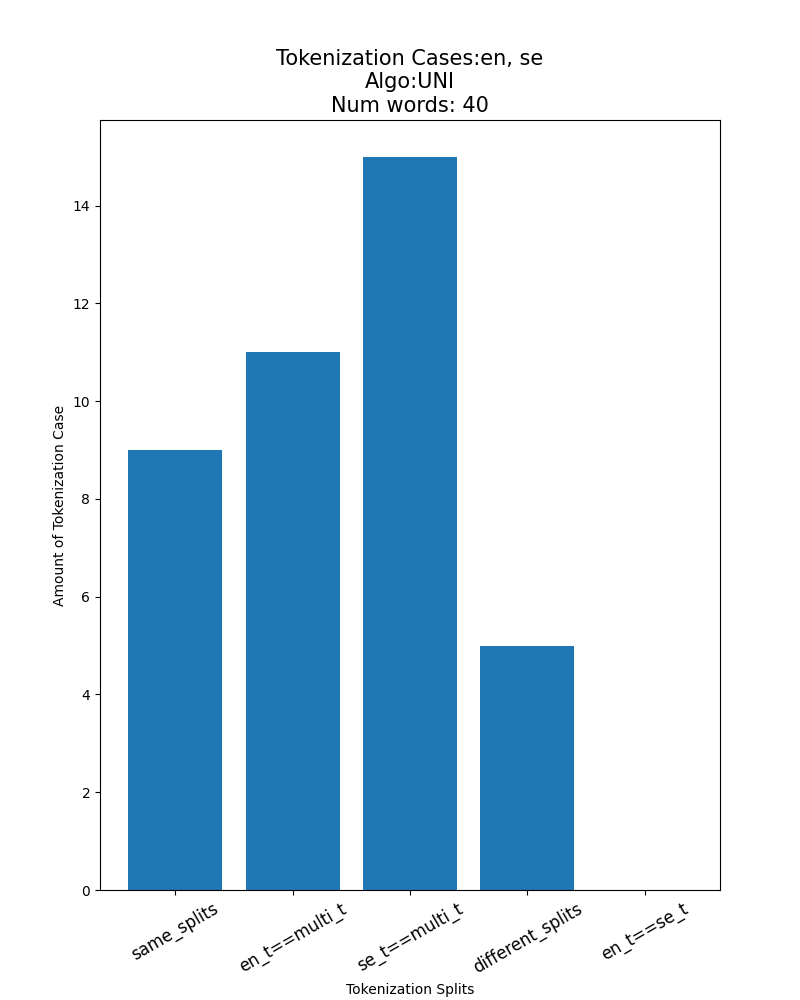 Tokenization Cases:en, se
Algo:UNI
Num words: 40
Amount of Tokenization Case
14
12
10
8
6
4
2
0
same_splits
en_t==multi_t
se_t==multi_t
different_splits
en_t==se_t
Tokenization Splits